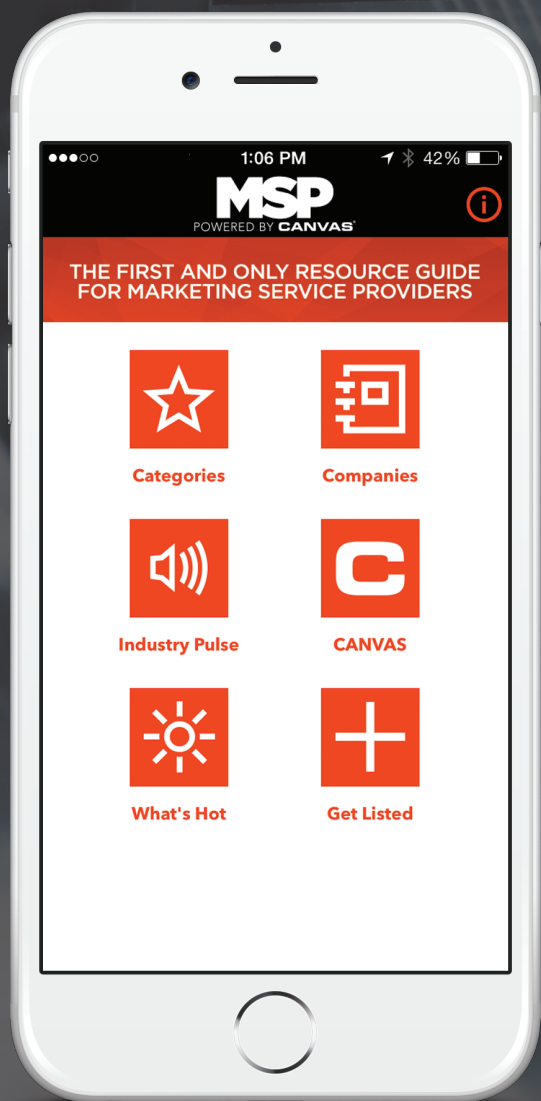 1:06 PM 42%
MSP
POWERED BY CANVAS
THE FIRST AND ONLY RESOURCE GUIDE
FOR MARKETING SERVICE PROVIDERS
Categories Companies
C
Industry Pulse CANVAS
What's Hot Get Listed